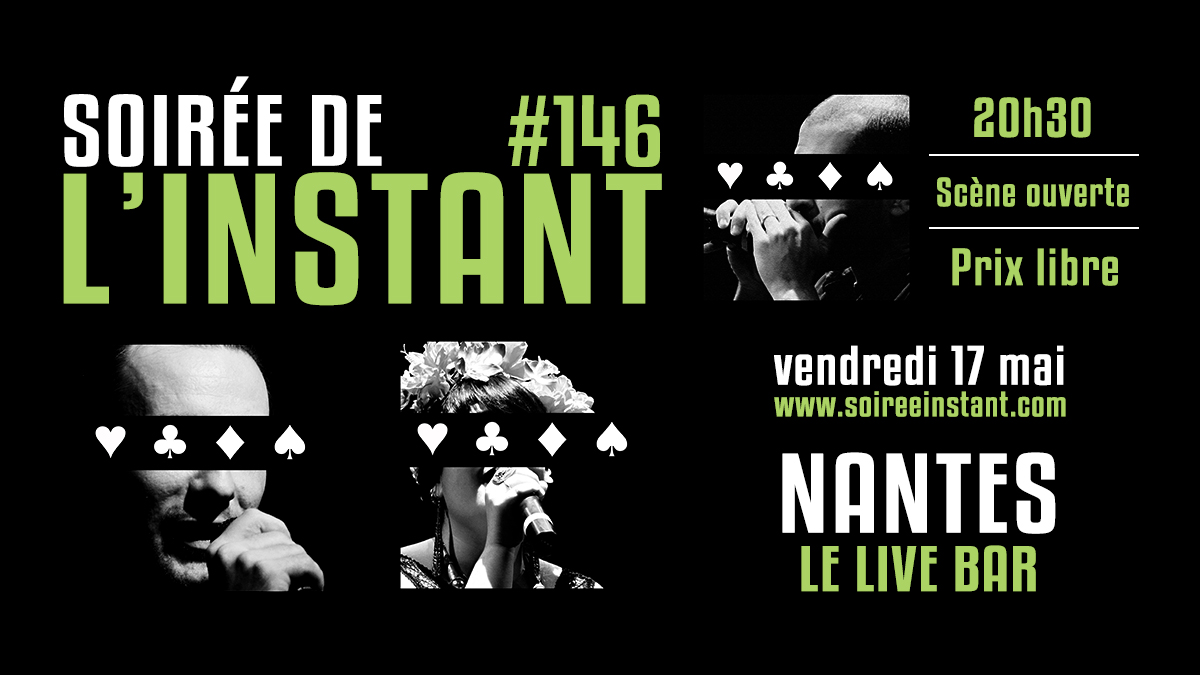 SOIRÉE DE #146
L'INSTANT
20h30
Scène ouverte
Prix libre
vendredi 17 mai
www.soireeinstant.com
NANTES
LE LIVE BAR